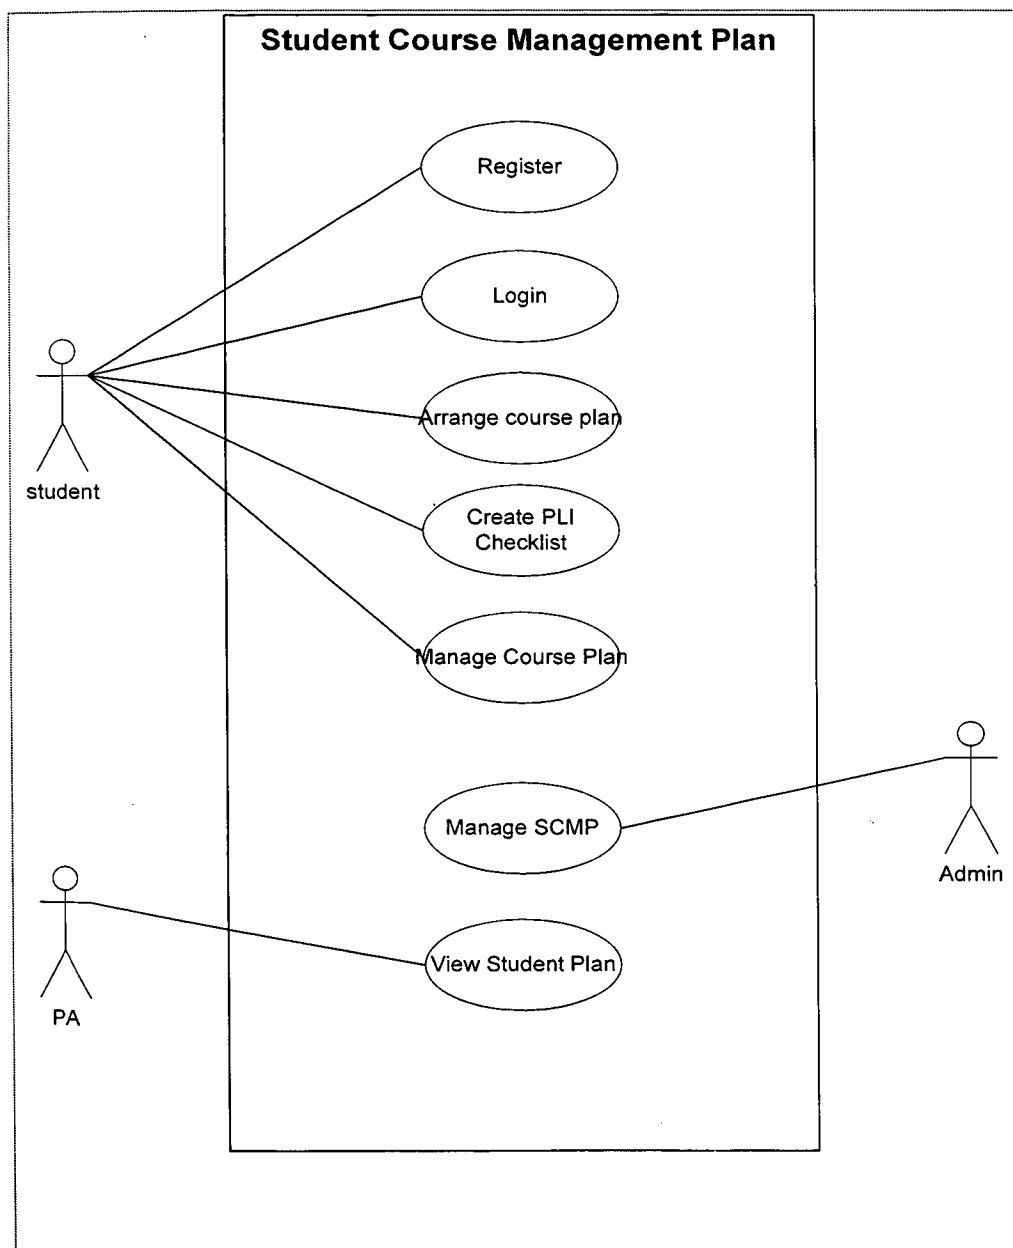 Student Course Management Plan
Register
Login
Arrange course plan
student
Create PLI
Checklist
Manage Course Plan
Manage SCMP
Admin
View Student Plan
PA